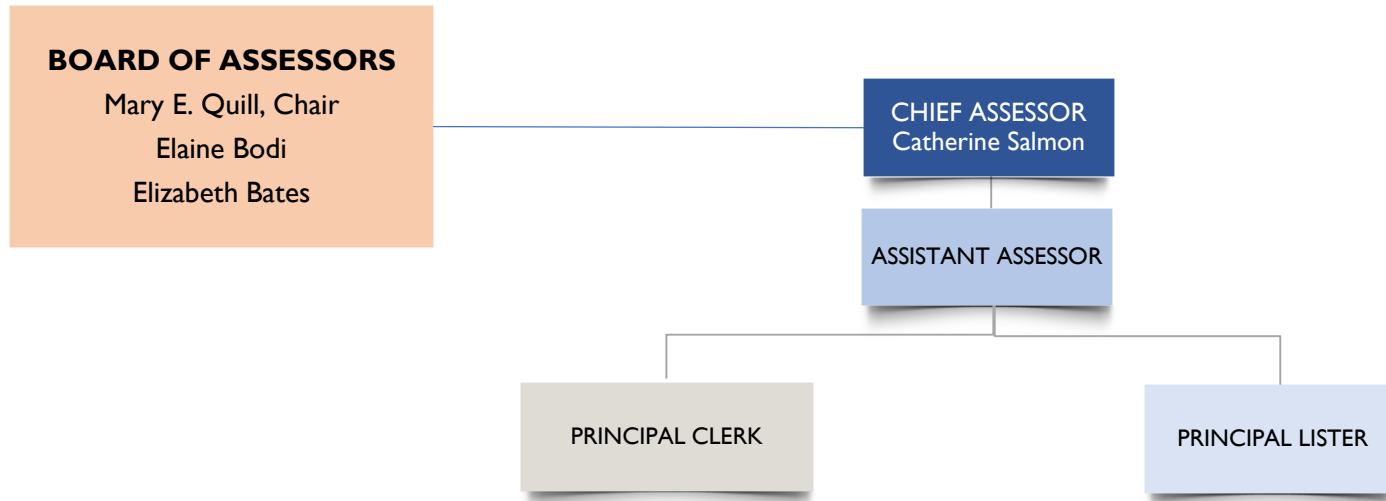 BOARD OF ASSESSORS
Mary E. Quill, Chair
Elaine Bodi
Elizabeth Bates
CHIEF ASSESSOR
Catherine Salmon
ASSISTANT ASSESSOR
PRINCIPAL CLERK
PRINCIPAL LISTER